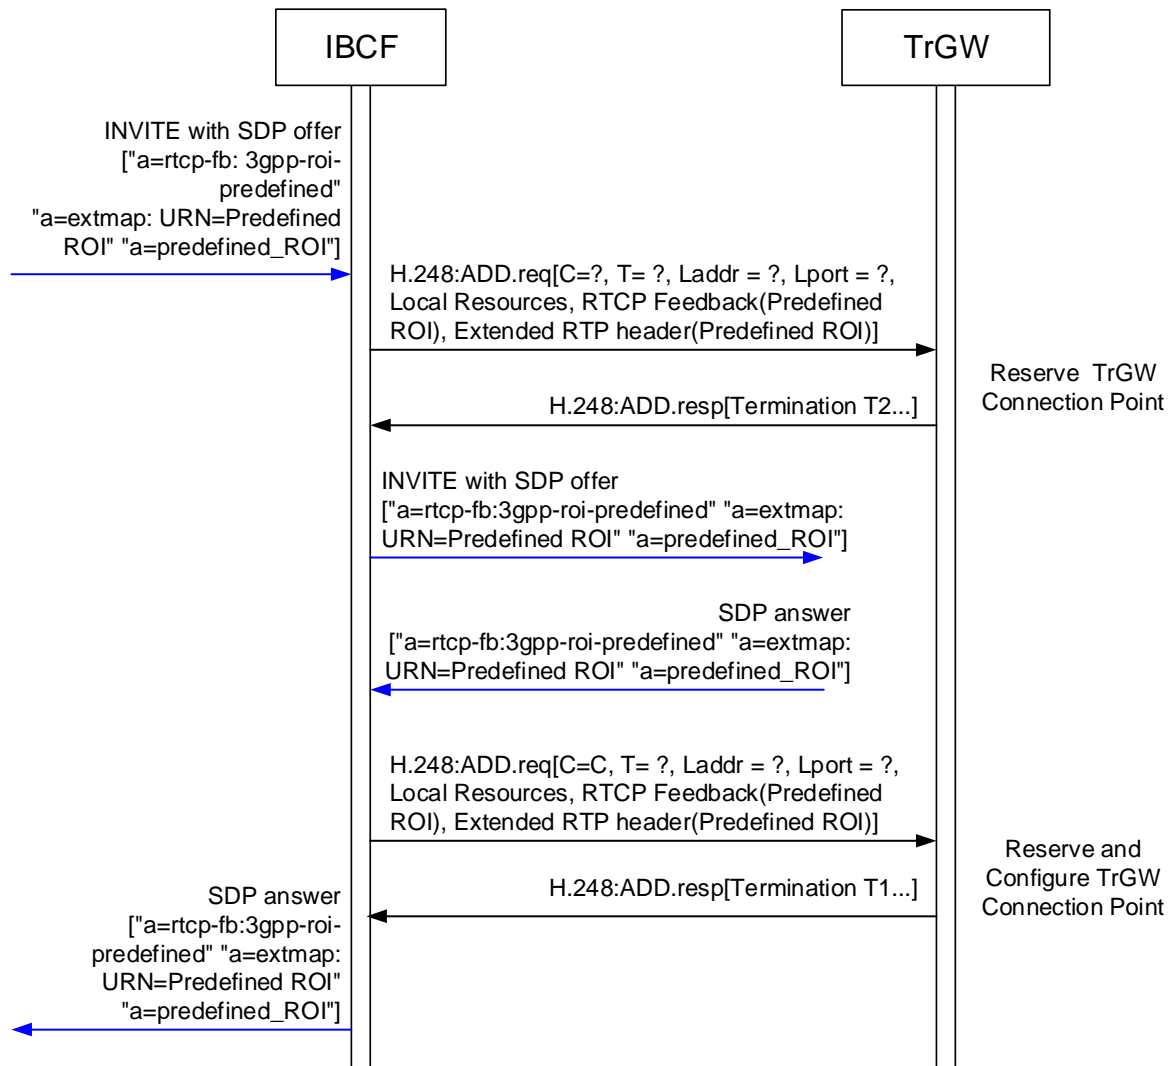 IBCF
TrGW
INVITE with SDP offer
["a=rtcp-fb: 3gpp-roi-
predefined"
"a=extmap: URN=Predefined
ROI" "a=predefined_ROI"]
H.248:ADD.req[C=?, T= ?, Laddr = ?, Lport = ?,
Local Resources, RTCP Feedback(Predefined
ROI), Extended RTP header(Predefined ROI)]
Reserve  TrGW
Connection Point
H.248:ADD.resp[Termination T2...]
INVITE with SDP offer
["a=rtcp-fb:3gpp-roi-predefined" "a=extmap:
URN=Predefined ROI" "a=predefined_ROI"]
SDP answer
["a=rtcp-fb:3gpp-roi-predefined" "a=extmap:
URN=Predefined ROI" "a=predefined_ROI"]
H.248:ADD.req[C=C, T= ?, Laddr = ?, Lport = ?,
Local Resources, RTCP Feedback(Predefined
ROI), Extended RTP header(Predefined ROI)]
Reserve and
Configure TrGW
Connection Point
H.248:ADD.resp[Termination T1...]
SDP answer
["a=rtcp-fb:3gpp-roi-
predefined" "a=extmap:
URN=Predefined ROI"
"a=predefined_ROI"]